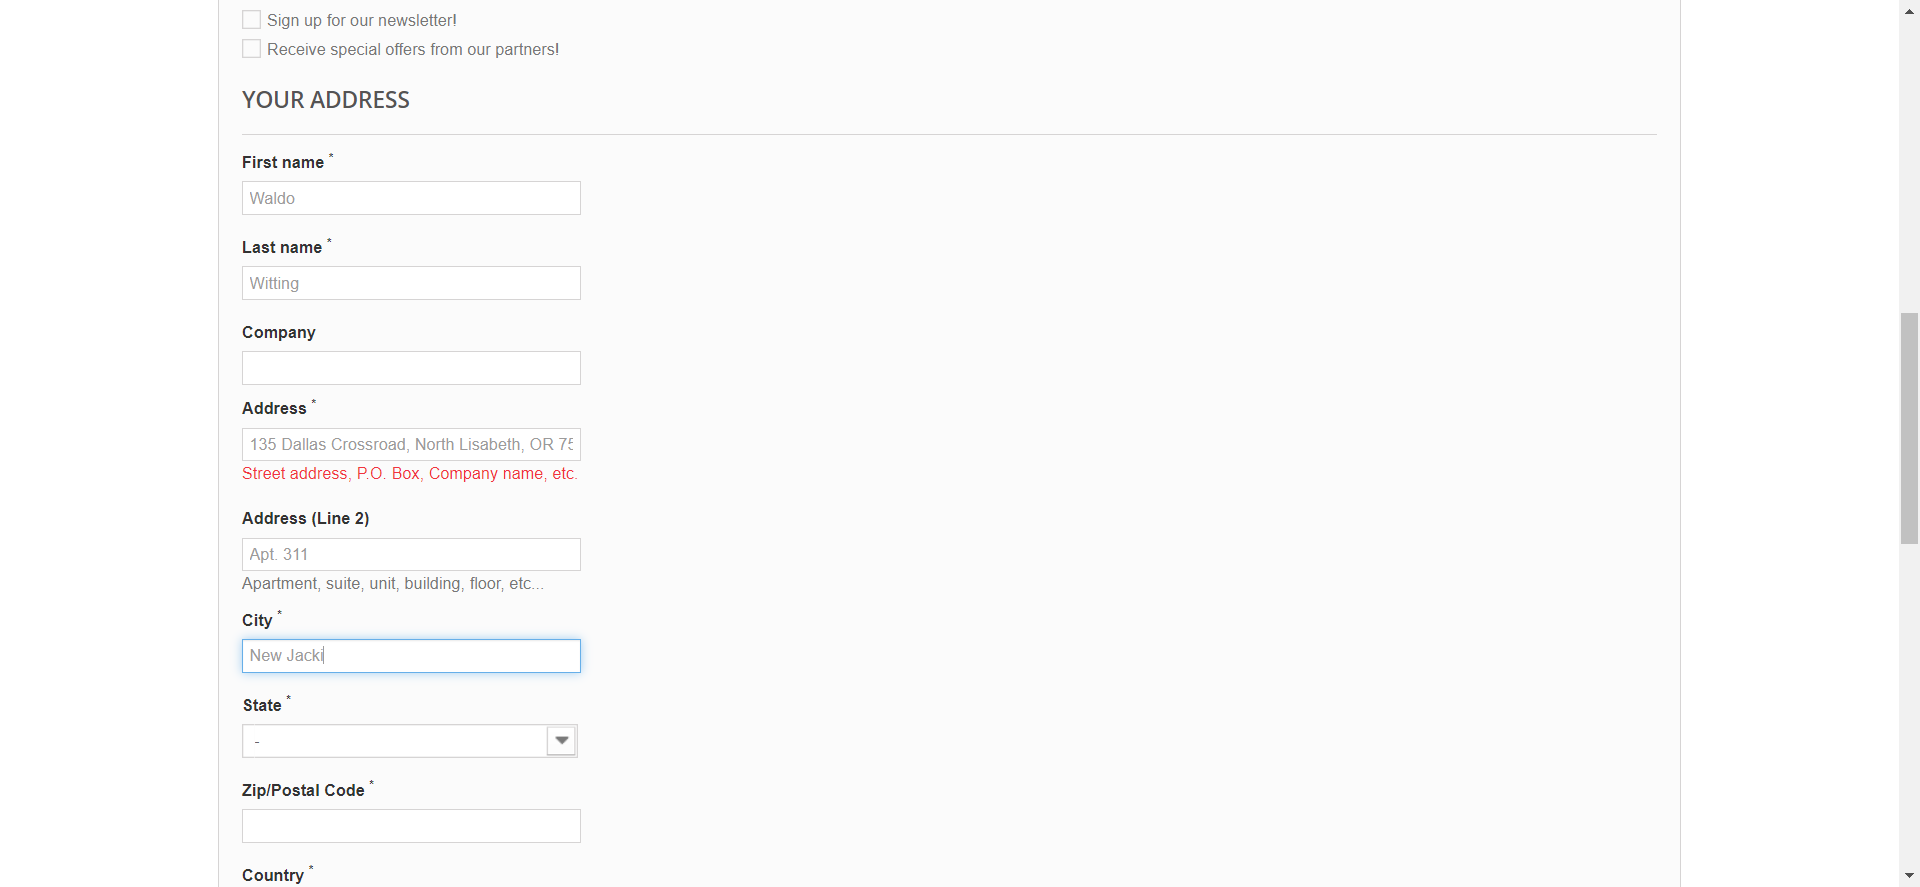 Sign up for our newsletter!
Receive special offers from our partners!
YOUR ADDRESS
First name *
Waldo
Last name *
Witting
Company
Address *
135 Dallas Crossroad, North Lisabeth, OR 75
Street address, P.O. Box, Company name, etc.
Address (Line 2)
Apt. 311
Apartment, suite, unit, building, floor, etc...
City *
New Jacki
State *
-
Zip/Postal Code *
Country *